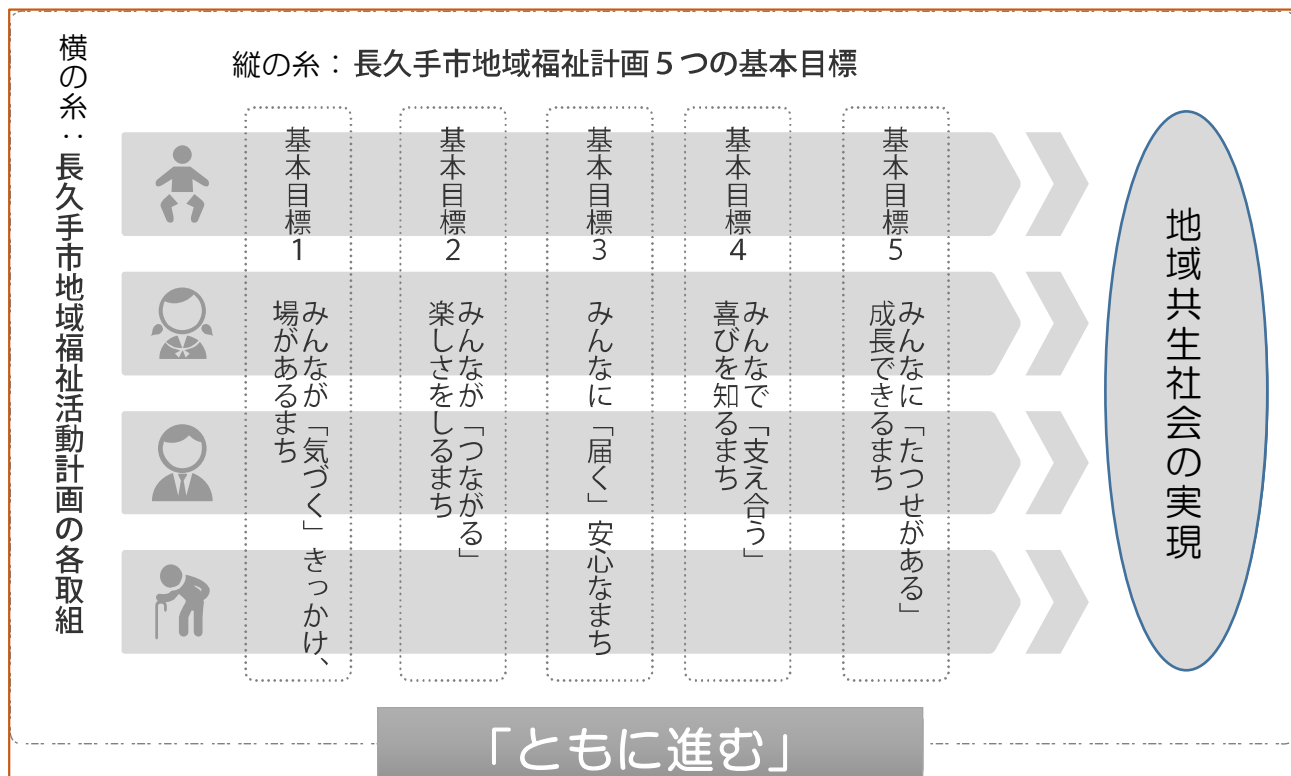 縦の糸：長久手市地域福祉計画５つの基本目標
横の糸：長久手市地域福祉活動計画の各取組
基本目標1
みんなが「気づく」きっかけ、
場があるまち
基本目標2
みんなが「つながる」
楽しさをしるまち
基本目標3
みんなに「届く」安心なまち
基本目標4
みんなで「支え合う」
喜びを知るまち
基本目標5
みんなに「たつせがある」
成長できるまち
地域共生社会の実現
「ともに進む」